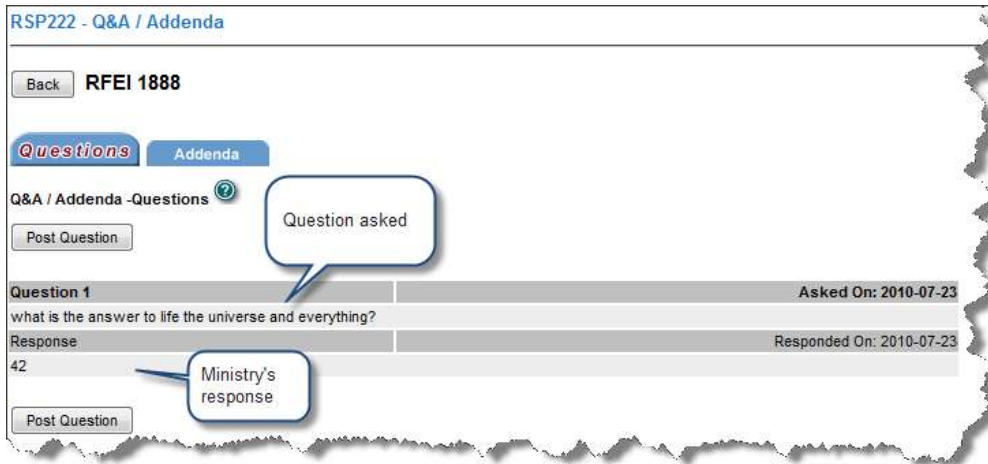 RSP222 - Q&A / Addenda
Back RFEI 1888
Questions Addenda
Q&A / Addenda -Questions ?
Question asked
Post Question
Question 1 Asked On: 2010-07-23
what is the answer to life the universe and everything?
Response Responded On: 2010-07-23
42
Ministry's
response
Post Question